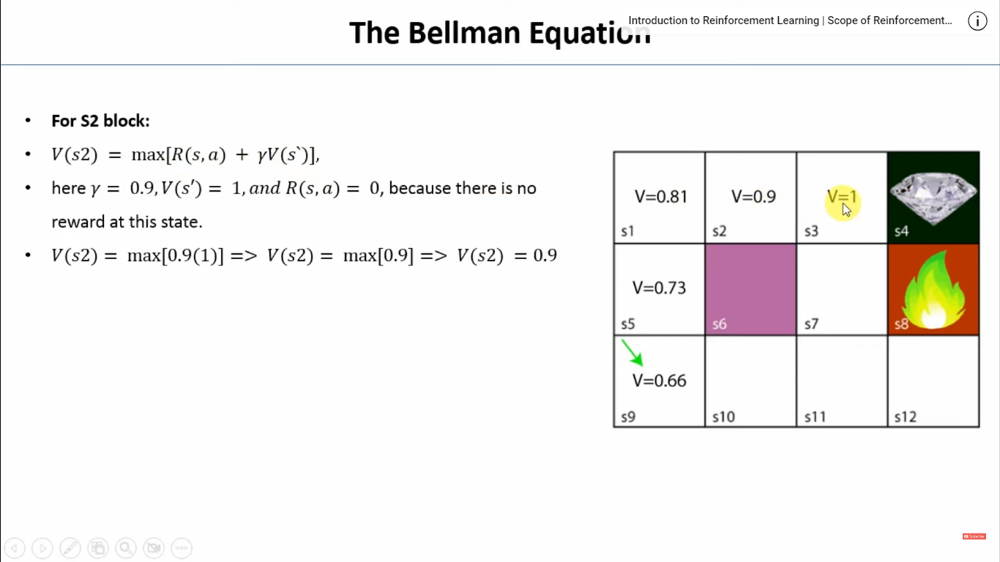 The Bellman Equation
Introduction to Reinforcement Learning | Scope of Reinforcement...
• For S2 block:
• V(s2) = max[R(s, a) + γV(s`)],
• here γ = 0.9, V(s′) = 1, and R(s, a) = 0, because there is no
reward at this state.
• V(s2) = max[0.9(1)] => V(s2) = max[0.9] => V(s2) = 0.9
V=0.81 V=0.9 V=1
s1 s2 s3 s4
V=0.73
s5 s6 s7 s8
V=0.66
s9 s10 s11 s12
Subscribe